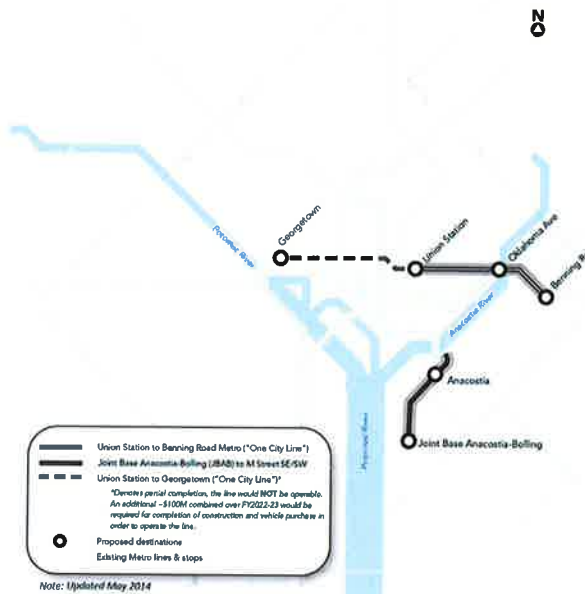 N
Georgetown
Union Station
Oklahoma Ave
Benning R
Potomac River
Anacostia River
Anacostia
Joint Base Anacostia-Bolling
Potomac River
Union Station to Benning Road Metro ("One City Line")
Joint Base Anacostia-Bolling (JBAB) to M Street SE/SW
Union Station to Georgetown ("One City Line")*
*Denotes partial completion, the line would NOT be operable.
An additional ~$100M combined over FY2022-23 would be
required for completion of construction and vehicle purchase in
order to operate the line.
Proposed destinations
Existing Metro lines & stops
Note: Updated May 2014